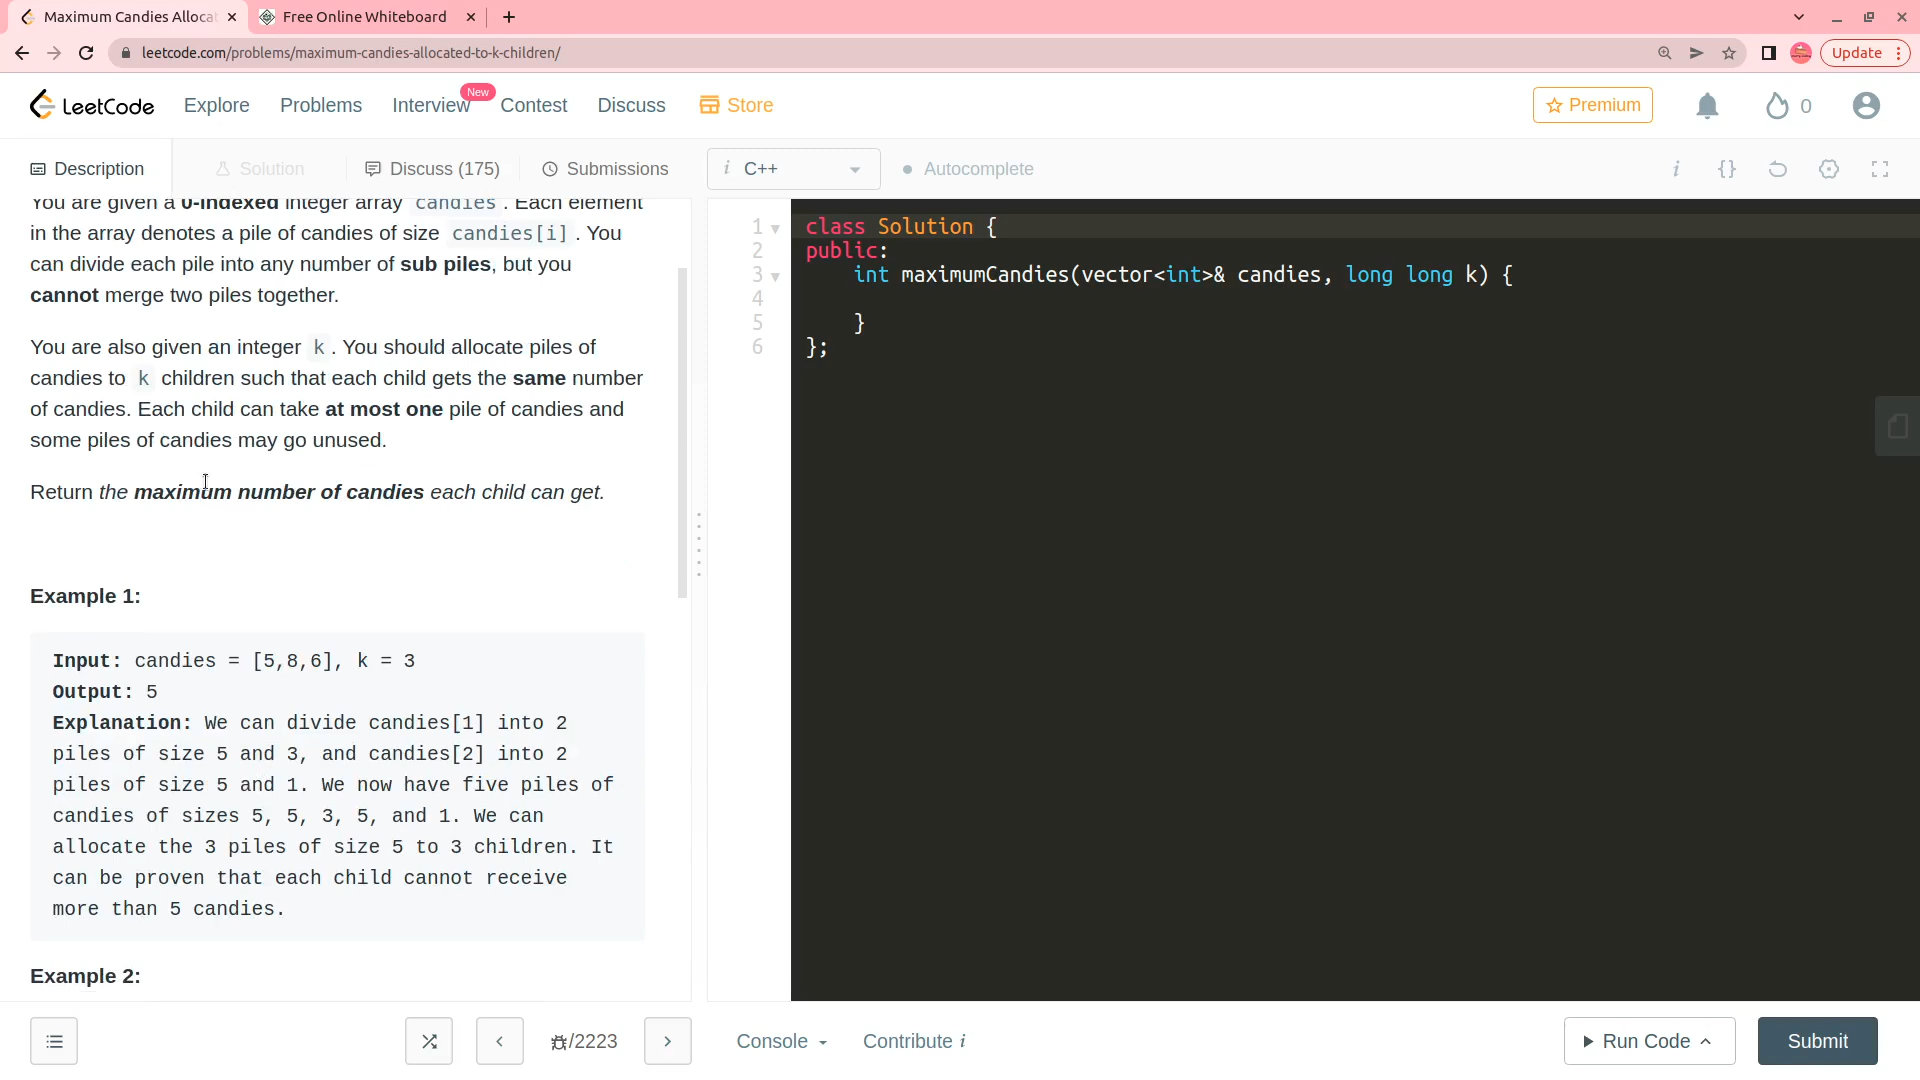 Maximum Candies Alloca
Free Online Whiteboard
leetcode.com/problems/maximum-candies-allocated-to-k-children/
Update
LeetCode
Explore
Problems
Interview
New
Contest
Discuss
Store
Premium
0
Description
Solution
Discuss (175)
Submissions
i C++
Autocomplete
i
{}
You are given a 0-indexed integer array candies. Each element
in the array denotes a pile of candies of size candies[i]. You
can divide each pile into any number of sub piles, but you
cannot merge two piles together.
You are also given an integer k. You should allocate piles of
candies to k children such that each child gets the same number
of candies. Each child can take at most one pile of candies and
some piles of candies may go unused.
Return the maximum number of candies each child can get.
Example 1:
Input: candies = [5,8,6], k = 3
Output: 5
Explanation: We can divide candies[1] into 2
piles of size 5 and 3, and candies[2] into 2
piles of size 5 and 1. We now have five piles of
candies of sizes 5, 5, 3, 5, and 1. We can
allocate the 3 piles of size 5 to 3 children. It
can be proven that each child cannot receive
more than 5 candies.
Example 2:
1 class Solution {
2 public:
3 int maximumCandies(vector<int>& candies, long long k) {
4
5 }
6 };
/2223
Console
Contribute i
Run Code
Submit